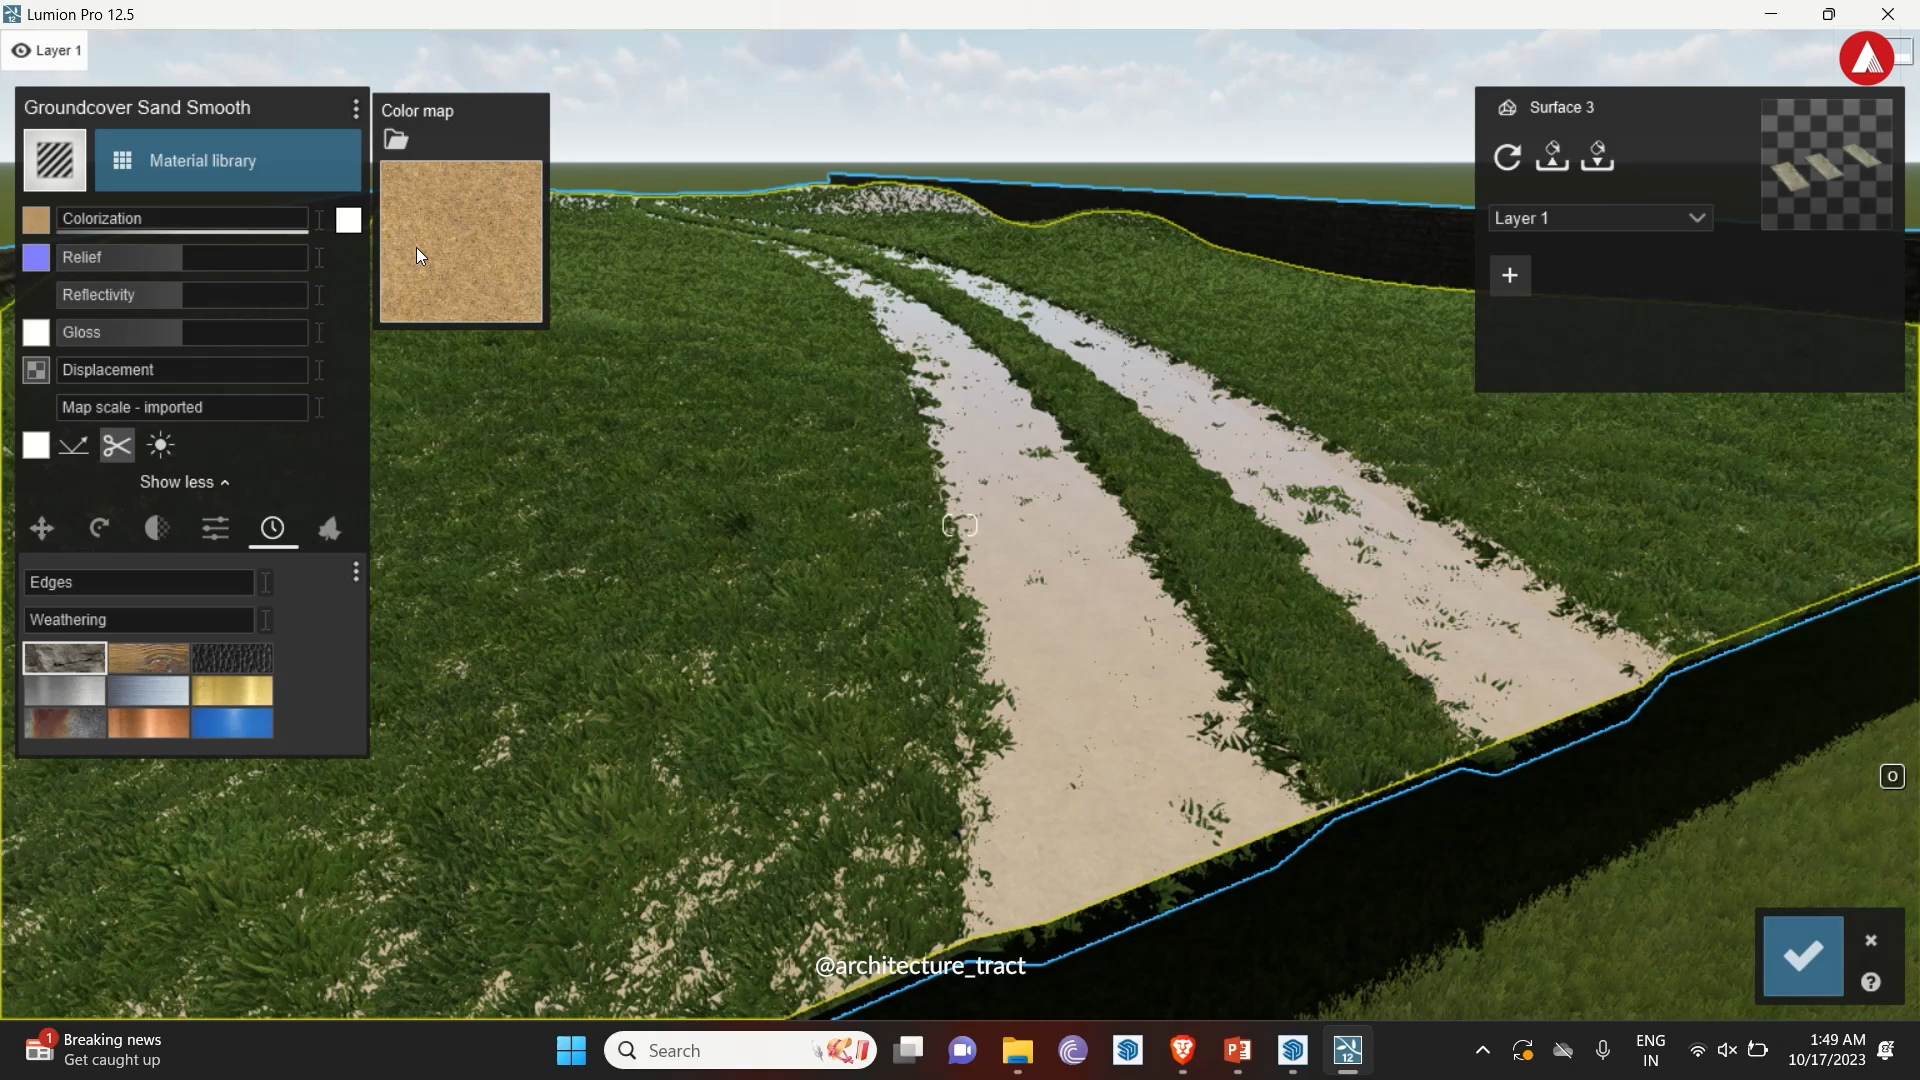 Lumion Pro 12.5
Layer 1
Groundcover Sand Smooth
Material library
Colorization
Relief
Reflectivity
Gloss
Displacement
Map scale - imported
Show less
Edges
Weathering
Color map
Surface 3
Layer 1
+
O
@architecture_tract
1
Breaking news
Get caught up
Search
12
ENG
IN
1:49 AM
10/17/2023